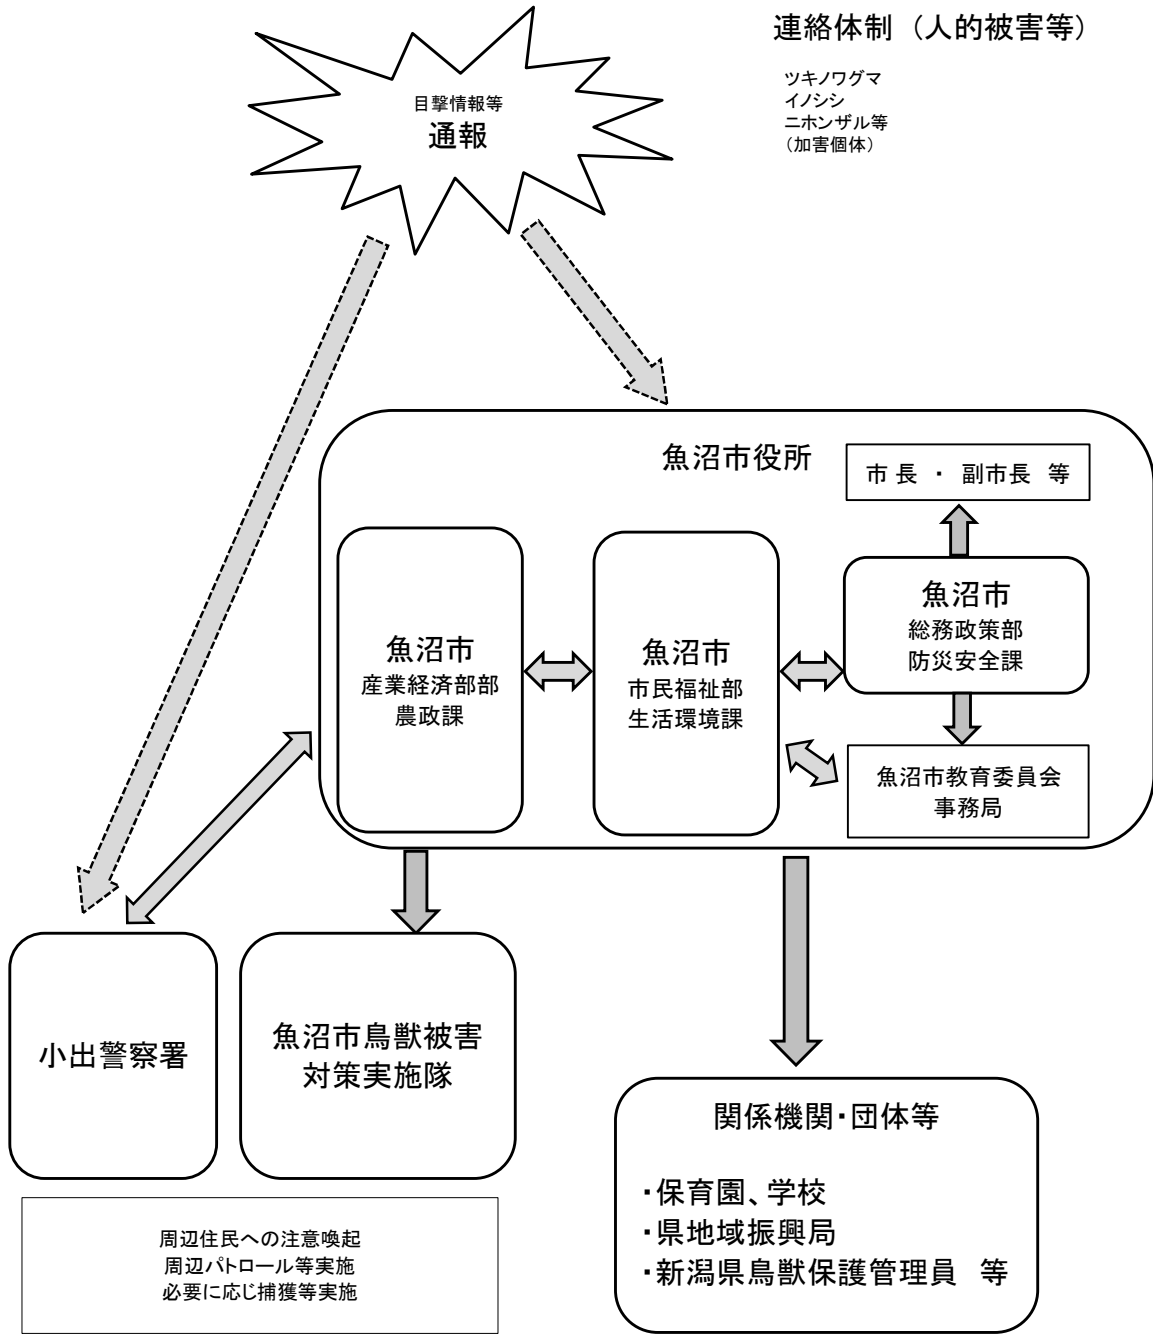 連絡体制（人的被害等）
ツキノワグマ
イノシシ
ニホンザル等
（加害個体）
目撃情報等
通報
魚沼市役所
市 長 ・ 副市長 等
魚沼市
産業経済部部
農政課
魚沼市
市民福祉部
生活環境課
魚沼市
総務政策部
防災安全課
魚沼市教育委員会
事務局
小出警察署
魚沼市鳥獣被害
対策実施隊
関係機関・団体等
・保育園、学校
・県地域振興局
・新潟県鳥獣保護管理員 等
周辺住民への注意喚起
周辺パトロール等実施
必要に応じ捕獲等実施